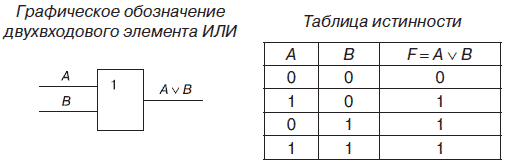 Графическое обозначение
двухвходового элемента ИЛИ
A
B
1
A ∨ B
Таблица истинности
A B F = A ∨ B
0 0 0
1 0 1
0 1 1
1 1 1